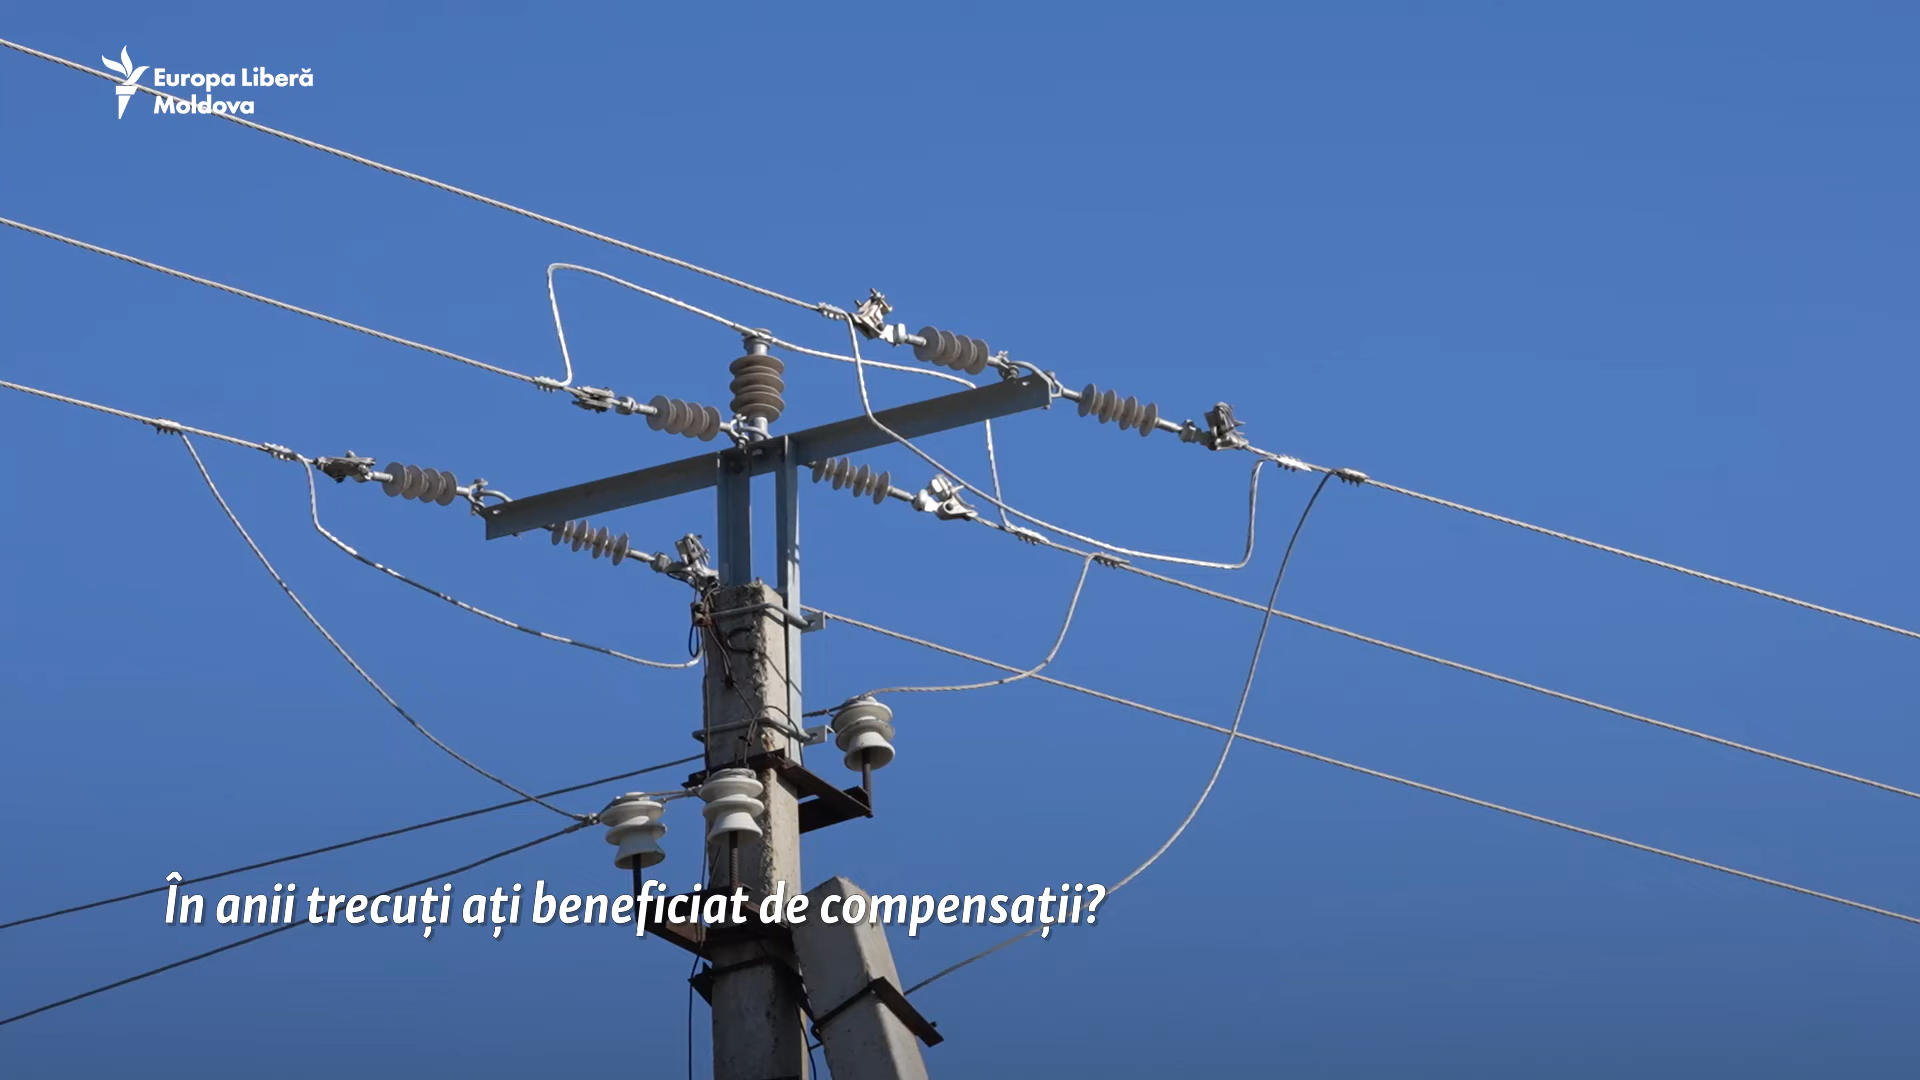 Europa Liberă
Moldova
În anii trecuți ați beneficiat de compensații?